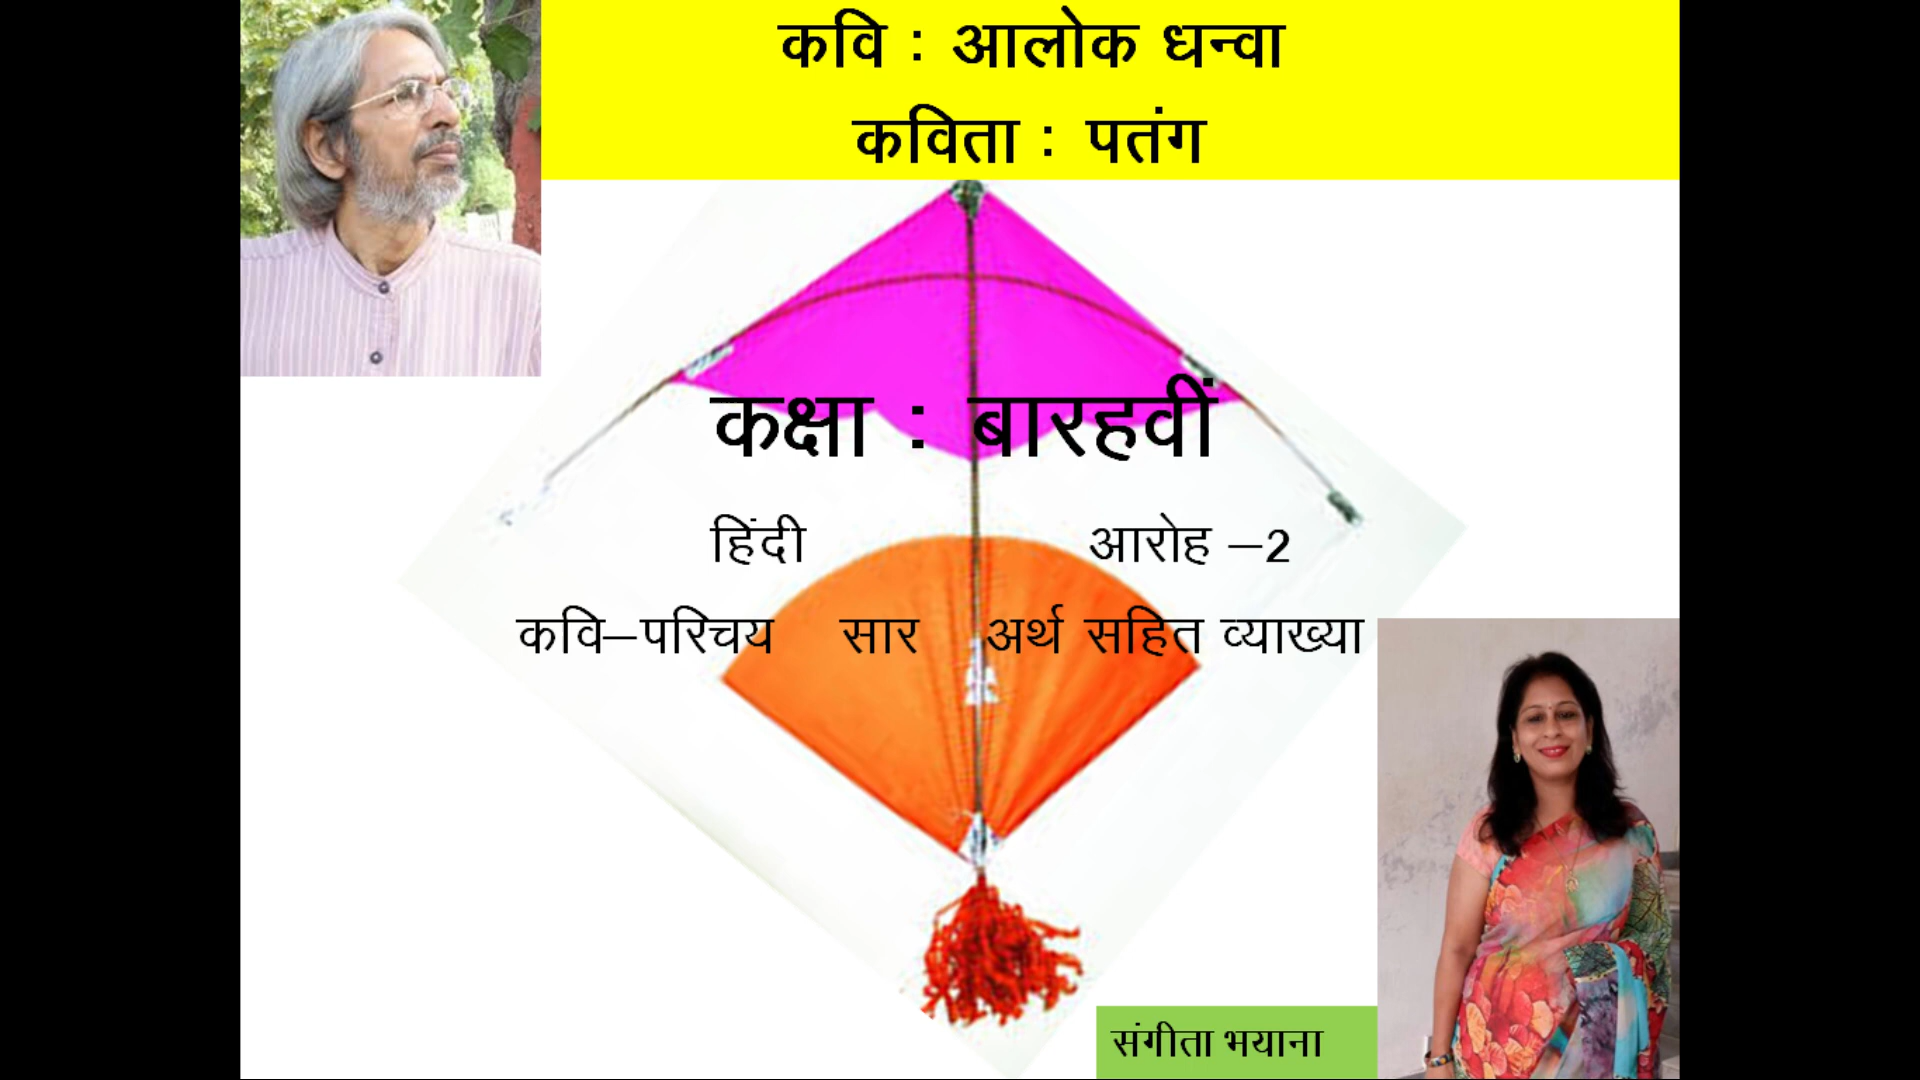 कवि : आलोक धन्वा
कविता : पतंग
कक्षा : बारहवीं
हिंदी आरोह –2
कवि–परिचय सार अर्थ सहित व्याख्या
संगीता भयाना